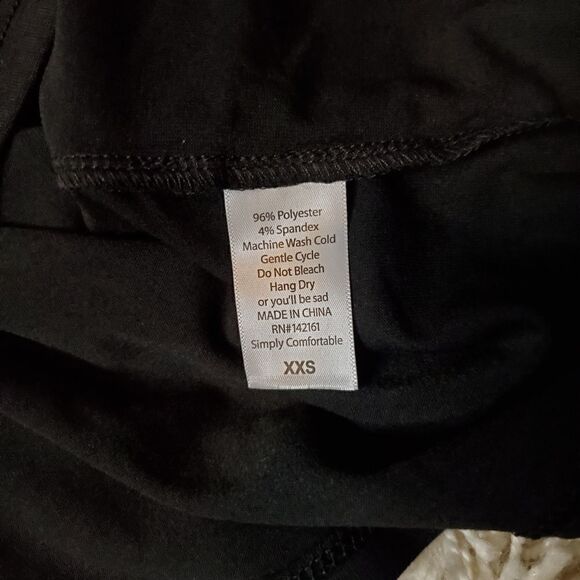 96% Polyester
4% Spandex
Machine Wash Cold
Gentle Cycle
Do Not Bleach
Hang Dry
or you'll be sad
MADE IN CHINA
RN#142161
Simply Comfortable
XXS